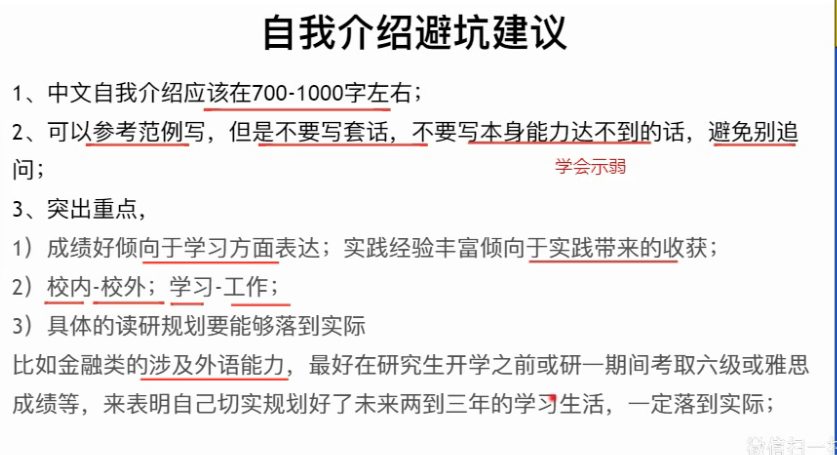 自我介绍避坑建议
1、中文自我介绍应该在700-1000字左右；
2、可以参考范例写，但是不要写套话，不要写本身能力达不到的话，避免别追
问；
学会示弱
3、突出重点，
1）成绩好倾向于学习方面表达；实践经验丰富倾向于实践带来的收获；
2）校内-校外；学习-工作；
3）具体的读研规划要能够落到实际
比如金融类的涉及外语能力，最好在研究生开学之前或研一期间考取六级或雅思
成绩等，来表明自己切实规划好了未来两到三年的学习生活，一定落到实际；
微信扫一扫